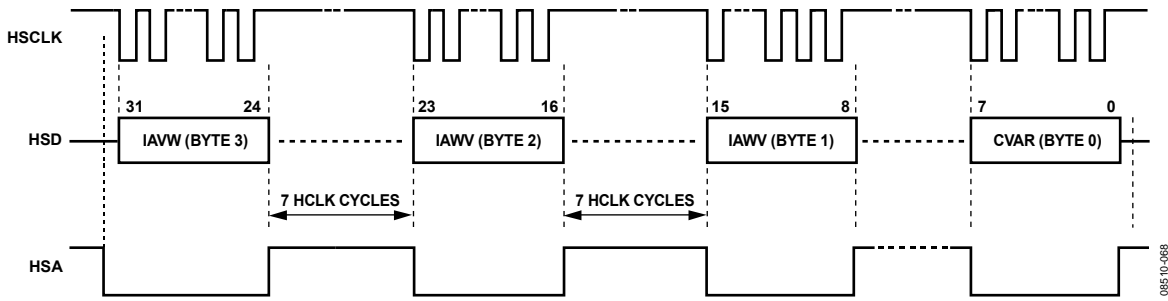 HSCLK
31 24 23 16 15 8 7 0
HSD IAVW (BYTE 3) IAWV (BYTE 2) IAWV (BYTE 1) CVAR (BYTE 0)
7 HCLK CYCLES 7 HCLK CYCLES
HSA
08510-068